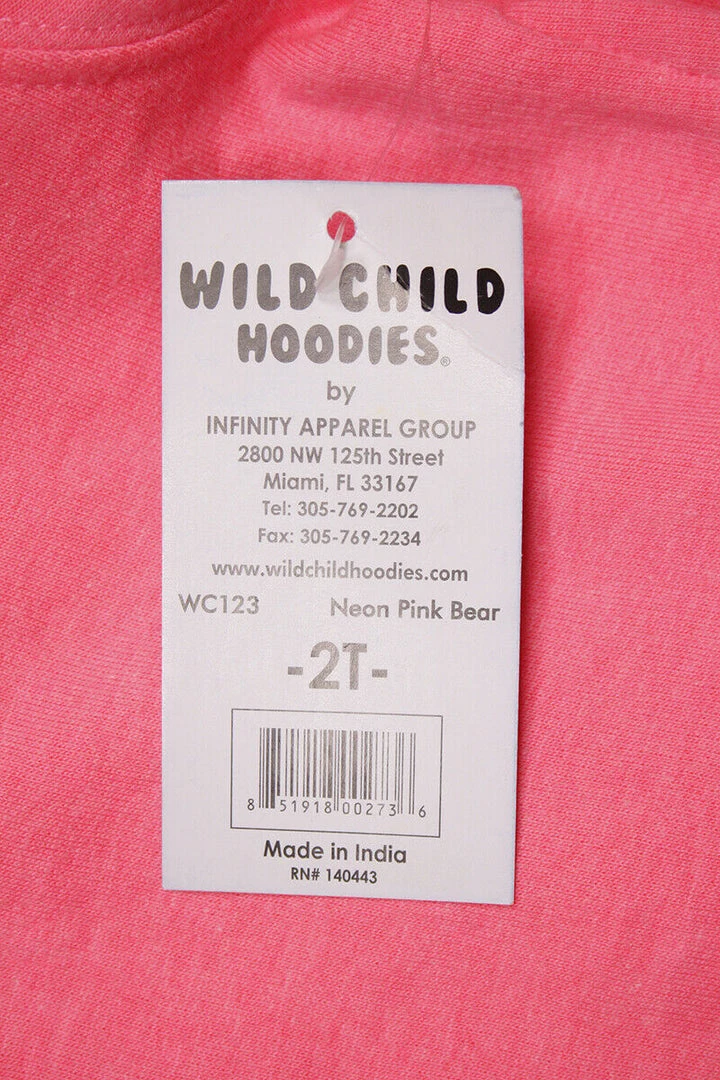 WILD CHILD
HOODIES®
by
INFINITY APPAREL GROUP
2800 NW 125th Street
Miami, FL 33167
Tel: 305-769-2202
Fax: 305-769-2234
www.wildchildhoodies.com
WC123 Neon Pink Bear
-2T-
8 51918 00273 6
Made in India
RN# 140443